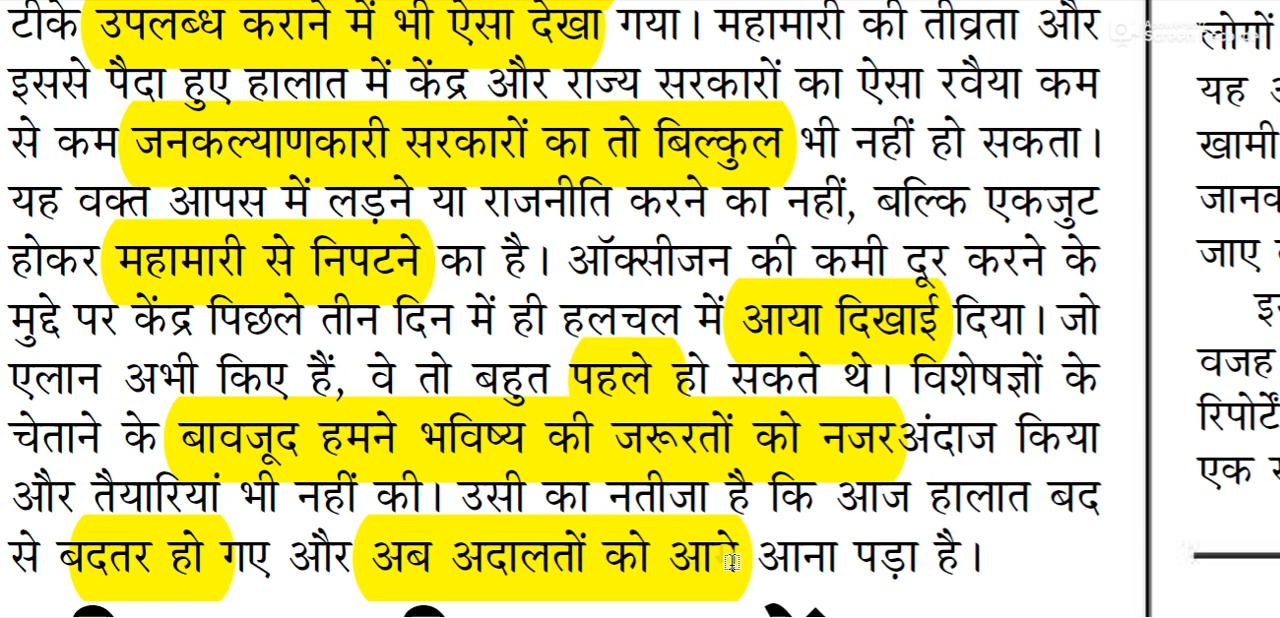 टीके उपलब्ध कराने में भी ऐसा देखा गया। महामारी की तीव्रता और
इससे पैदा हुए हालात में केंद्र और राज्य सरकारों का ऐसा रवैया कम
से कम जनकल्याणकारी सरकारों का तो बिल्कुल भी नहीं हो सकता।
यह वक्त आपस में लड़ने या राजनीति करने का नहीं, बल्कि एकजुट
होकर महामारी से निपटने का है। ऑक्सीजन की कमी दूर करने के
मुद्दे पर केंद्र पिछले तीन दिन में ही हलचल में आया दिखाई दिया। जो
एलान अभी किए हैं, वे तो बहुत पहले हो सकते थे। विशेषज्ञों के
चेताने के बावजूद हमने भविष्य की जरूरतों को नजरअंदाज किया
और तैयारियां भी नहीं की। उसी का नतीजा है कि आज हालात बद
से बदतर हो गए और अब अदालतों को आगे आना पड़ा है।
लोगों
यह
खामी
जानक
जाए
इ
वजह
रिपोर्टें
एक